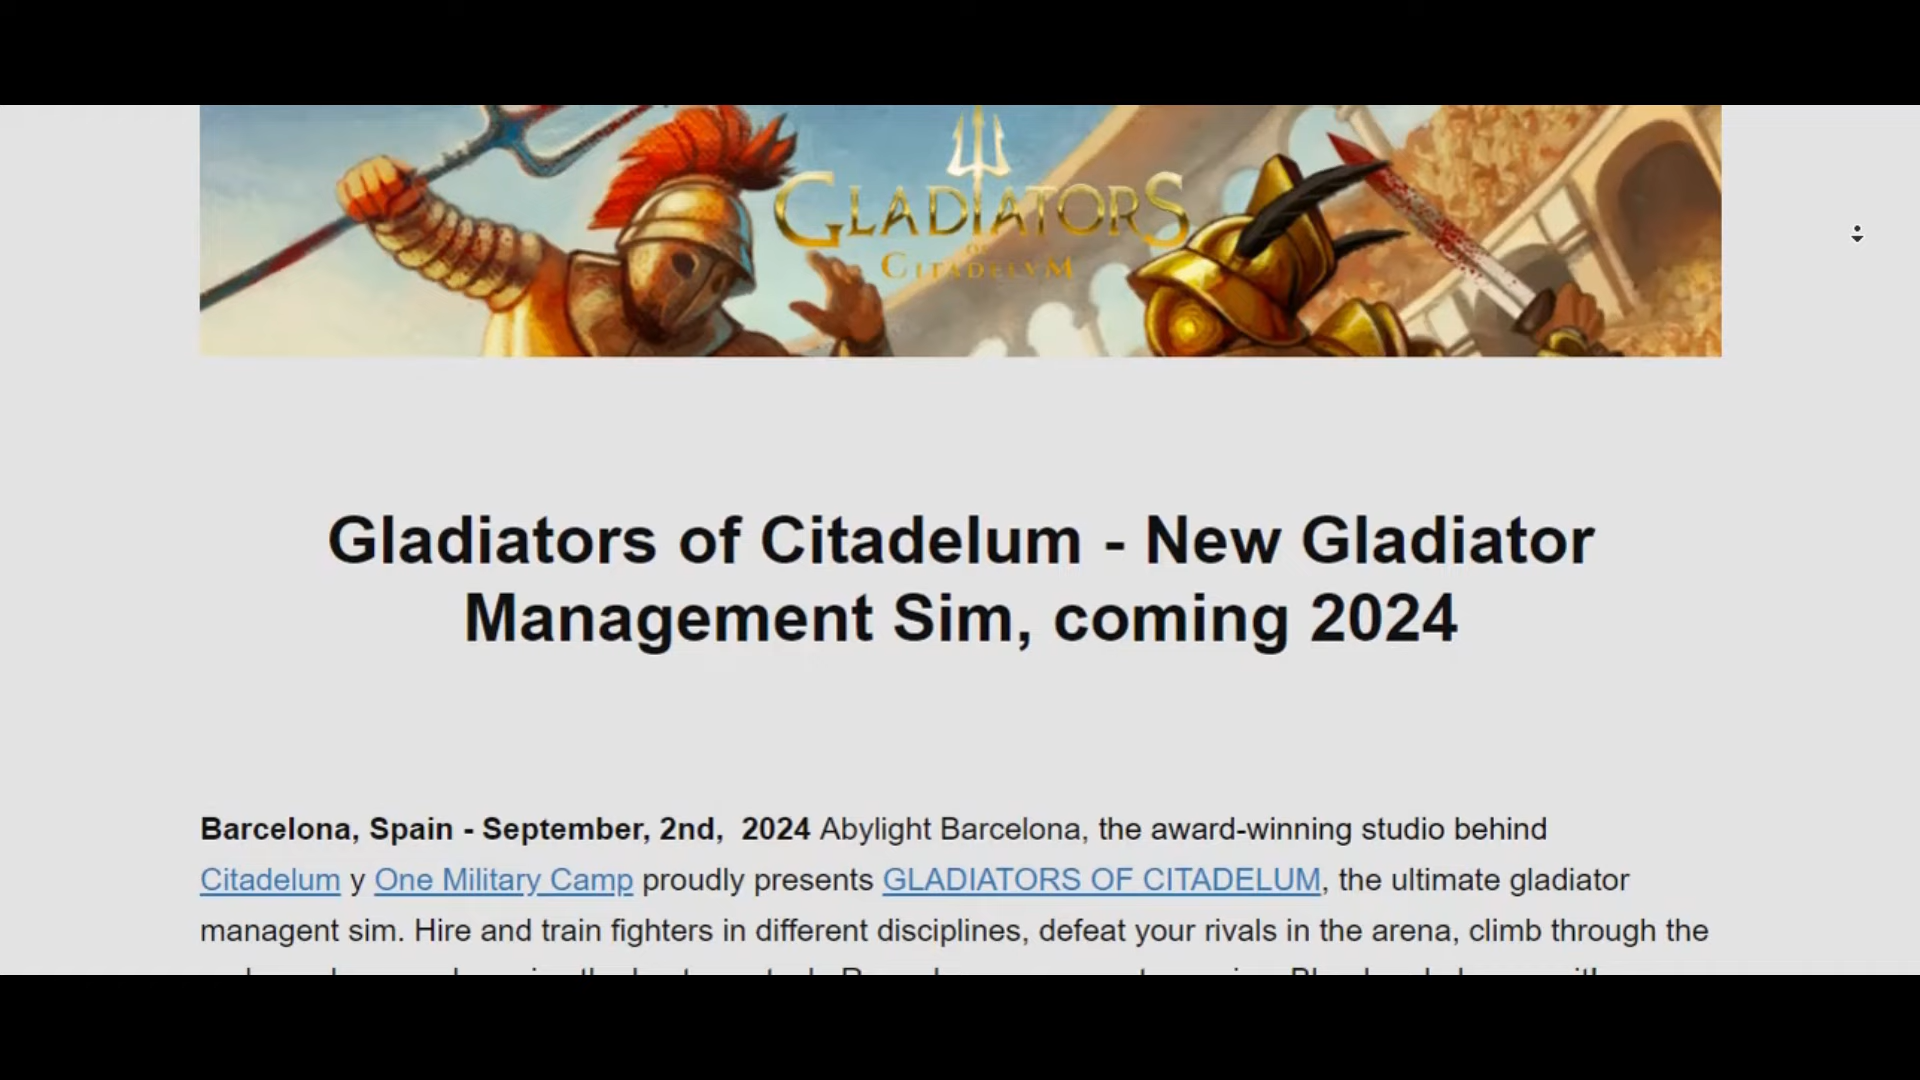 GLADIATORS
OF
CITADELVM
Gladiators of Citadelum - New Gladiator
Management Sim, coming 2024
Barcelona, Spain - September, 2nd,  2024 Abylight Barcelona, the award-winning studio behind
Citadelum y One Military Camp proudly presents GLADIATORS OF CITADELUM, the ultimate gladiator
managent sim. Hire and train fighters in different disciplines, defeat your rivals in the arena, climb through the